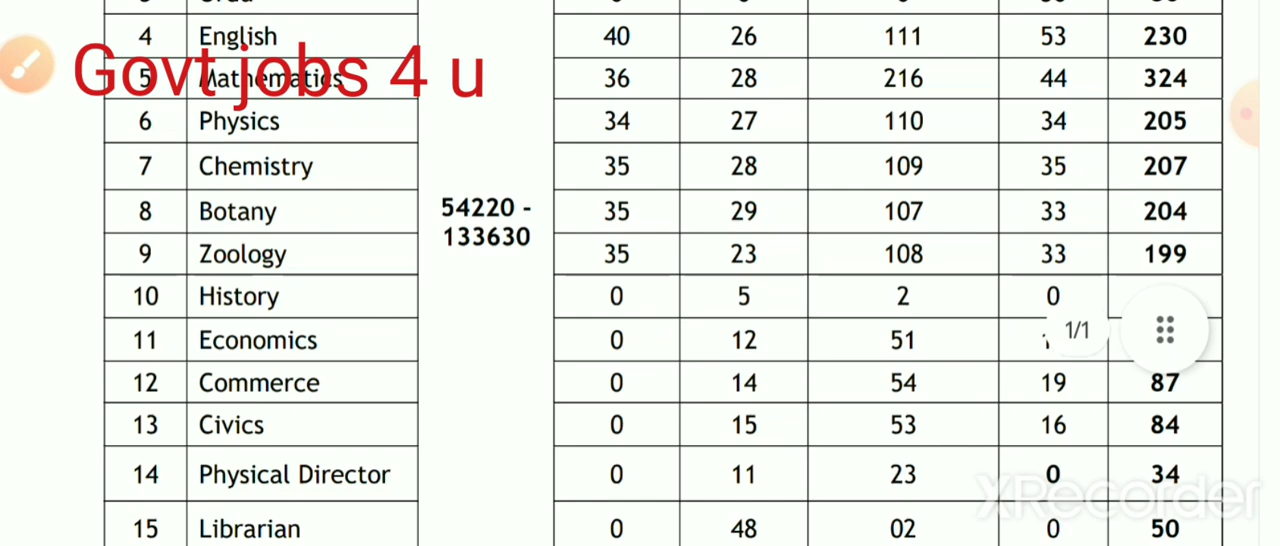 4 English 40 26 111 53 230
Govt jobs 4 u
5 Mathematics 36 28 216 44 324
6 Physics 34 27 110 34 205
7 Chemistry 35 28 109 35 207
54220 -
133630
8 Botany 35 29 107 33 204
9 Zoology 35 23 108 33 199
10 History 0 5 2 0
11 Economics 0 12 51
1/1
12 Commerce 0 14 54 19 87
13 Civics 0 15 53 16 84
14 Physical Director 0 11 23 0 34
XRecorder
15 Librarian 0 48 02 0 50